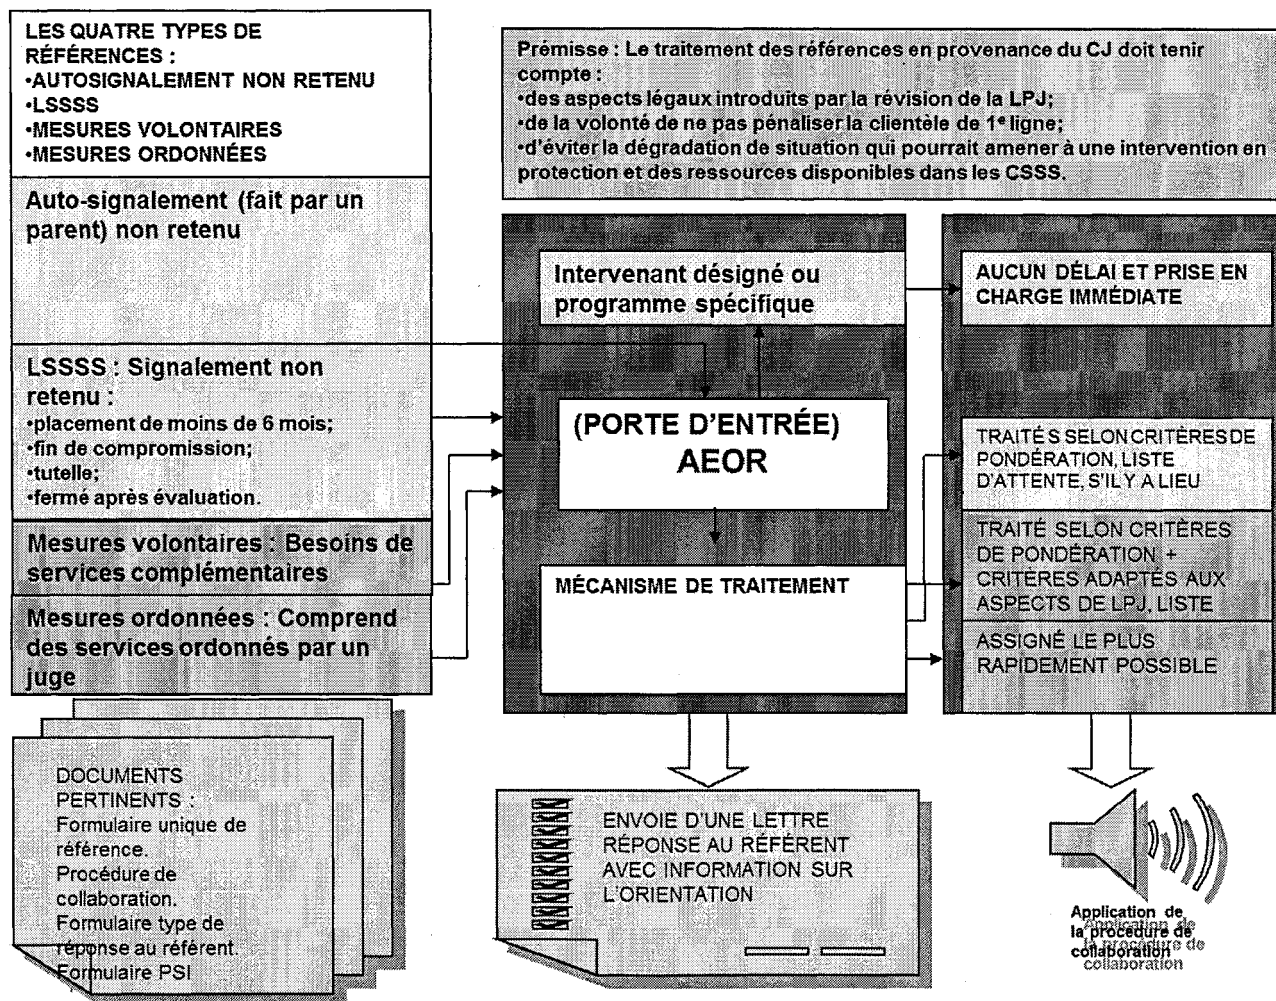 LES QUATRE TYPES DE
RÉFÉRENCES :
•AUTOSIGNALEMENT NON RETENU
•LSSSS
•MESURES VOLONTAIRES
•MESURES ORDONNÉES
Auto-signalement (fait par un
parent) non retenu
LSSSS : Signalement non
retenu :
•placement de moins de 6 mois;
•fin de compromission;
•tutelle;
•fermé après évaluation.
Mesures volontaires : Besoins de
services complémentaires
Mesures ordonnées : Comprend
des services ordonnés par un
juge
DOCUMENTS
PERTINENTS :
Formulaire unique de
référence.
Procédure de
collaboration.
Formulaire type de
réponse au référent.
Formulaire PSI
Prémisse : Le traitement des références en provenance du CJ doit tenir
compte :
•des aspects légaux introduits par la révision de la LPJ;
•de la volonté de ne pas pénaliser la clientèle de 1e ligne;
•d'éviter la dégradation de situation qui pourrait amener à une intervention en
protection et des ressources disponibles dans les CSSS.
Intervenant désigné ou
programme spécifique
(PORTE D'ENTRÉE)
AEOR
MÉCANISME DE TRAITEMENT
AUCUN DÉLAI ET PRISE EN
CHARGE IMMÉDIATE
TRAITÉS SELON CRITÈRES DE
PONDÉRATION, LISTE
D'ATTENTE, S'IL Y A LIEU
TRAITÉ SELON CRITÈRES
DE PONDÉRATION +
CRITÈRES ADAPTÉS AUX
ASPECTS DE LPJ, LISTE
ASSIGNÉ LE PLUS
RAPIDEMENT POSSIBLE
ENVOIE D'UNE LETTRE
RÉPONSE AU RÉFÉRENT
AVEC INFORMATION SUR
L'ORIENTATION
Application de
la procédure de
collaboration